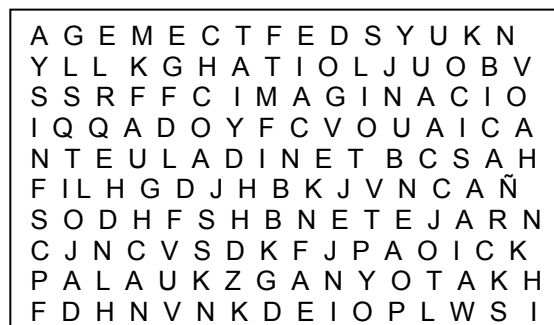 A G E M E C T F E D S Y U K N
Y L L K G H A T I O L J U O B V
S S R F F C I M A G I N A C I O
I Q Q A D O Y F C V O U A I C A
N T E U L A D I N E T B C S A H
F I L H G D J H B K J V N C A Ñ
S O D H F S H B N E T E J A R N
C J N C V S D K F J P A O I C K
P A L A U K Z G A N Y O T A K H
F D H N V N K D E I O P L W S I